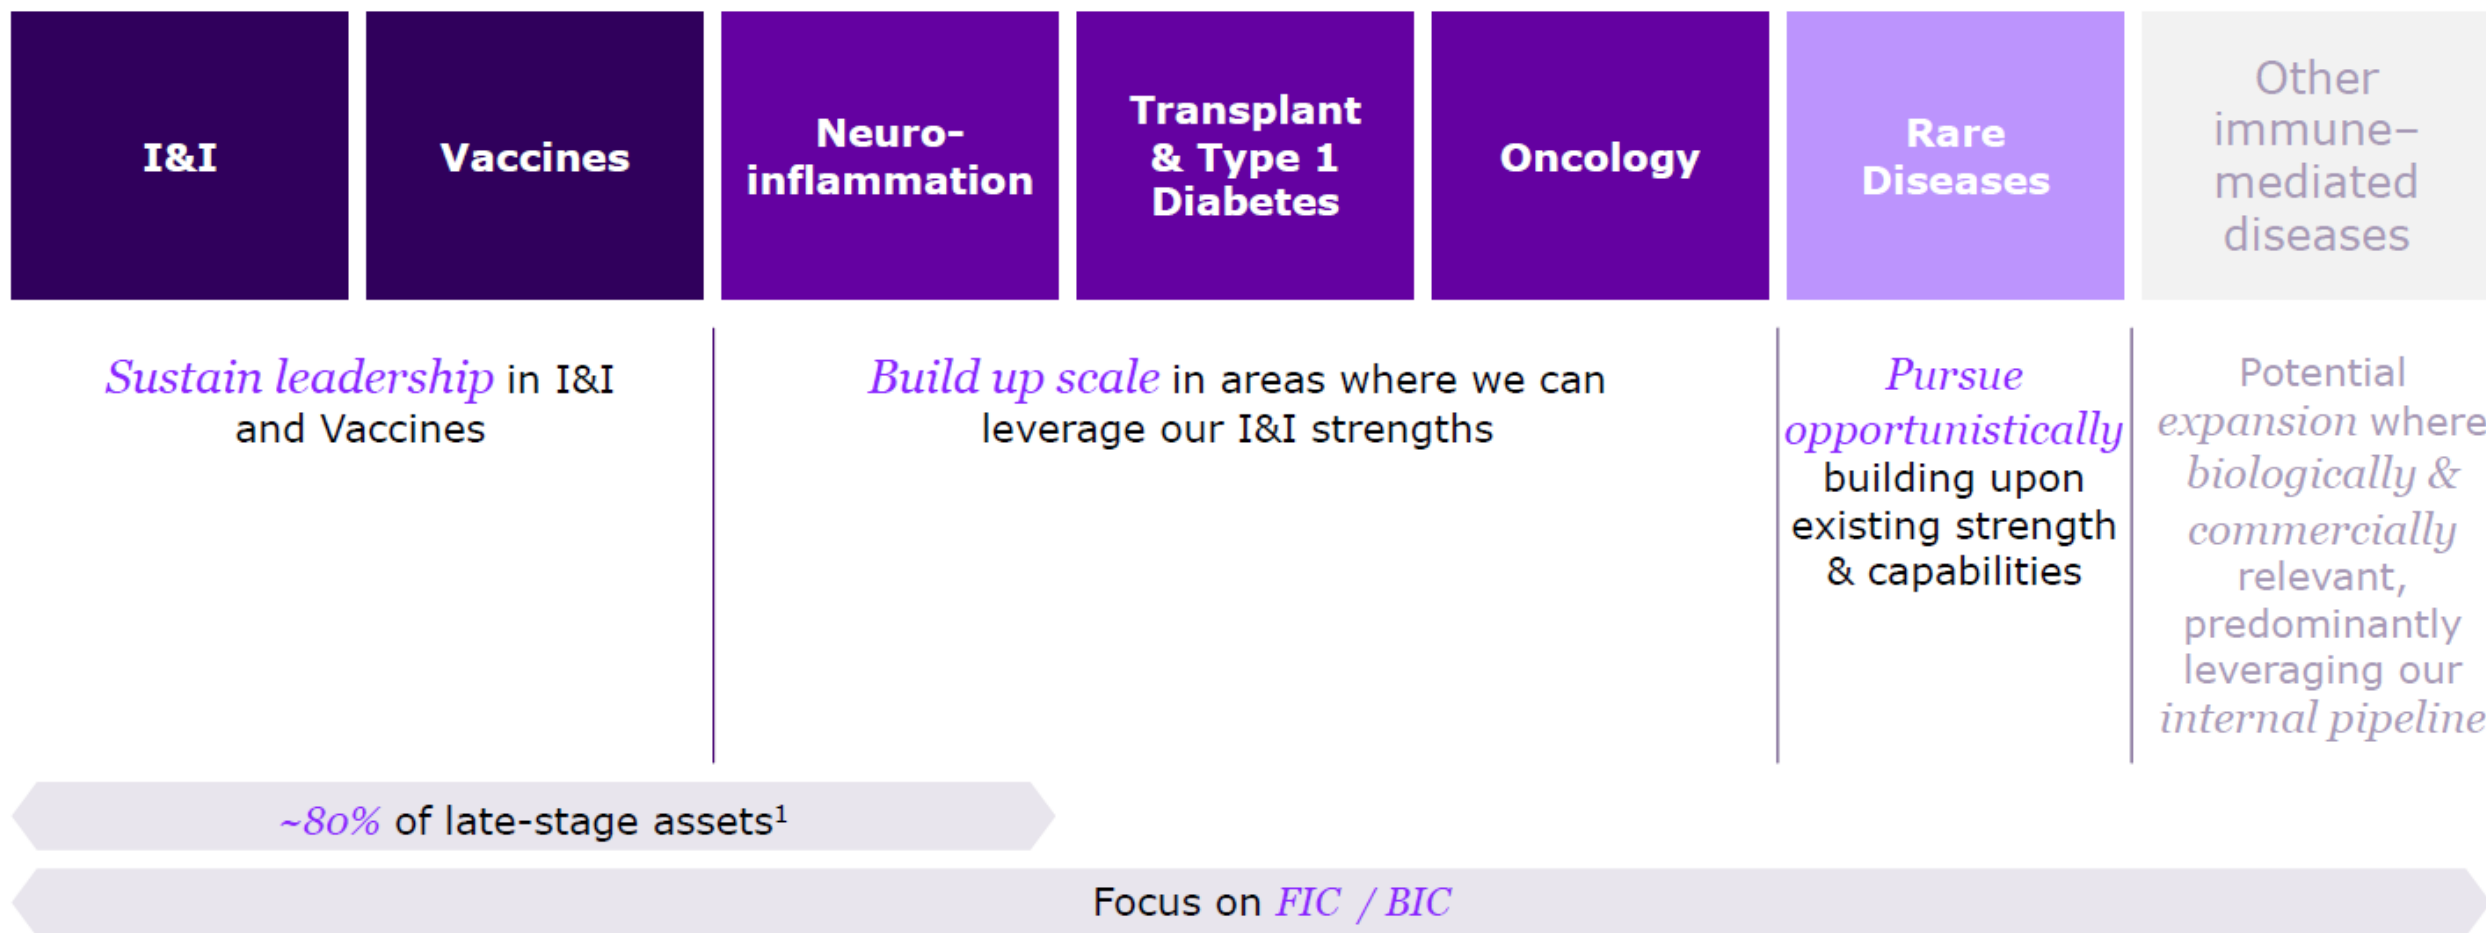 I&I
Vaccines
Neuro-
inflammation
Transplant
& Type 1
Diabetes
Oncology
Rare
Diseases
Other
immune–
mediated
diseases
Sustain leadership in I&I
and Vaccines
Build up scale in areas where we can
leverage our I&I strengths
Pursue
opportunistically
building upon
existing strength
& capabilities
Potential
expansion where
biologically &
commercially
relevant,
predominantly
leveraging our
internal pipeline
~80% of late-stage assets¹
Focus on FIC / BIC